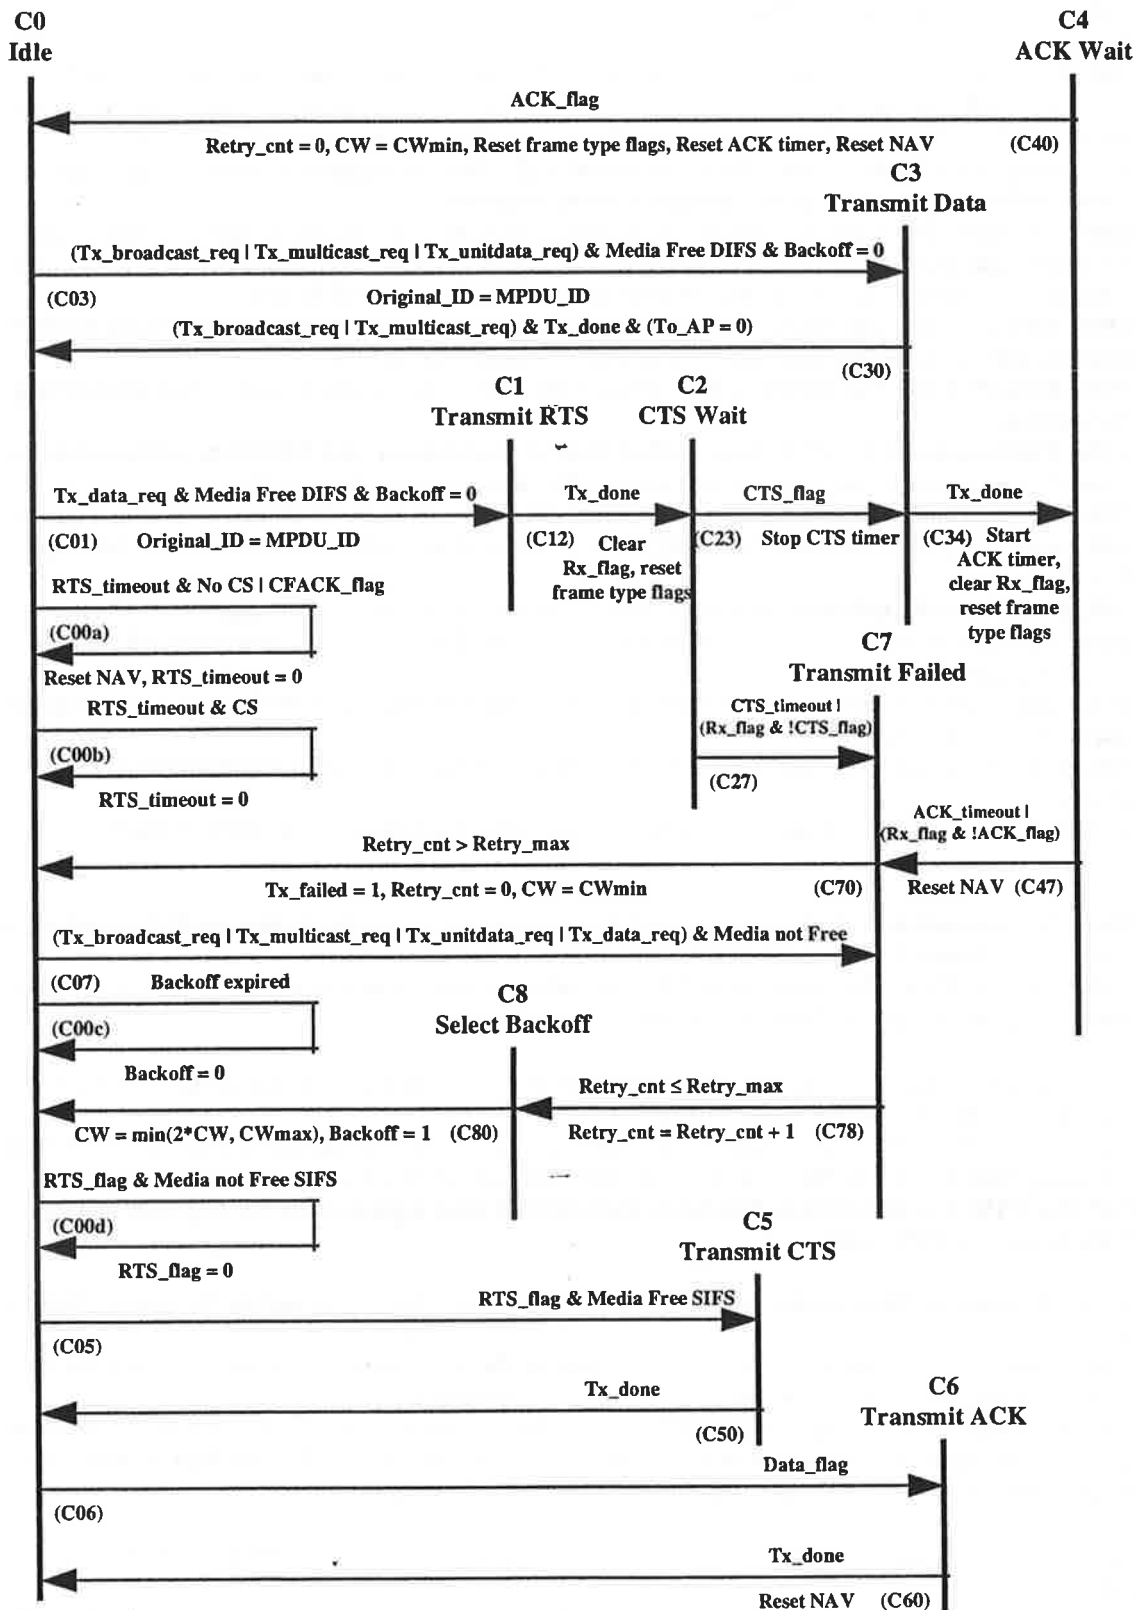 C0
Idle
C4
ACK Wait
ACK_flag
Retry_cnt = 0, CW = CWmin, Reset frame type flags, Reset ACK timer, Reset NAV (C40)
C3
Transmit Data
(Tx_broadcast_req | Tx_multicast_req | Tx_unitdata_req) & Media Free DIFS & Backoff = 0
(C03) Original_ID = MPDU_ID
(Tx_broadcast_req | Tx_multicast_req) & Tx_done & (To_AP = 0)
(C30)
C1
Transmit RTS
C2
CTS Wait
Tx_data_req & Media Free DIFS & Backoff = 0
(C01) Original_ID = MPDU_ID
Tx_done
(C12) Clear
Rx_flag, reset
frame type flags
CTS_flag
(C23) Stop CTS timer
Tx_done
(C34) Start
ACK timer,
clear Rx_flag,
reset frame
type flags
RTS_timeout & No CS | CFACK_flag
(C00a)
Reset NAV, RTS_timeout = 0
C7
Transmit Failed
RTS_timeout & CS
(C00b)
RTS_timeout = 0
CTS_timeout |
(Rx_flag & !CTS_flag)
(C27)
ACK_timeout |
(Rx_flag & !ACK_flag)
Reset NAV (C47)
Retry_cnt > Retry_max
Tx_failed = 1, Retry_cnt = 0, CW = CWmin (C70)
(Tx_broadcast_req | Tx_multicast_req | Tx_unitdata_req | Tx_data_req) & Media not Free
(C07) Backoff expired
(C00c)
Backoff = 0
C8
Select Backoff
Retry_cnt ≤ Retry_max
Retry_cnt = Retry_cnt + 1 (C78)
CW = min(2*CW, CWmax), Backoff = 1 (C80)
RTS_flag & Media not Free SIFS
(C00d)
RTS_flag = 0
C5
Transmit CTS
RTS_flag & Media Free SIFS
(C05)
Tx_done
(C50)
C6
Transmit ACK
Data_flag
(C06)
Tx_done
Reset NAV (C60)